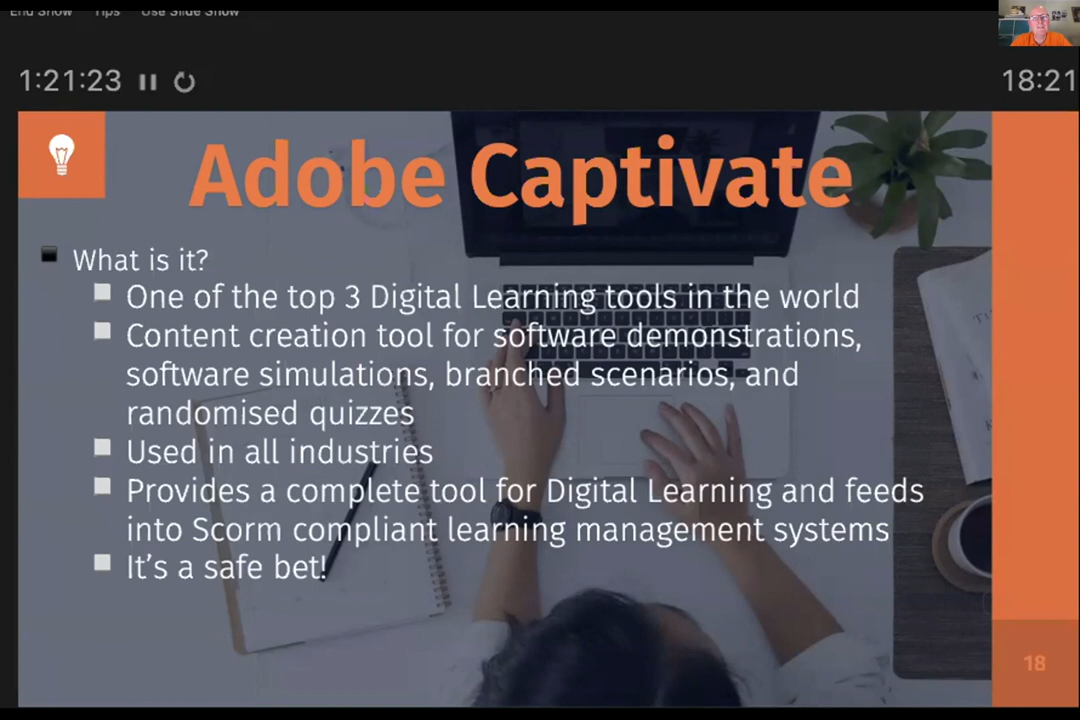 End Show Tips Use Slide Show
1:21:23
18:21
Adobe Captivate
What is it?
One of the top 3 Digital Learning tools in the world
Content creation tool for software demonstrations,
software simulations, branched scenarios, and
randomised quizzes
Used in all industries
Provides a complete tool for Digital Learning and feeds
into Scorm compliant learning management systems
It's a safe bet!
18